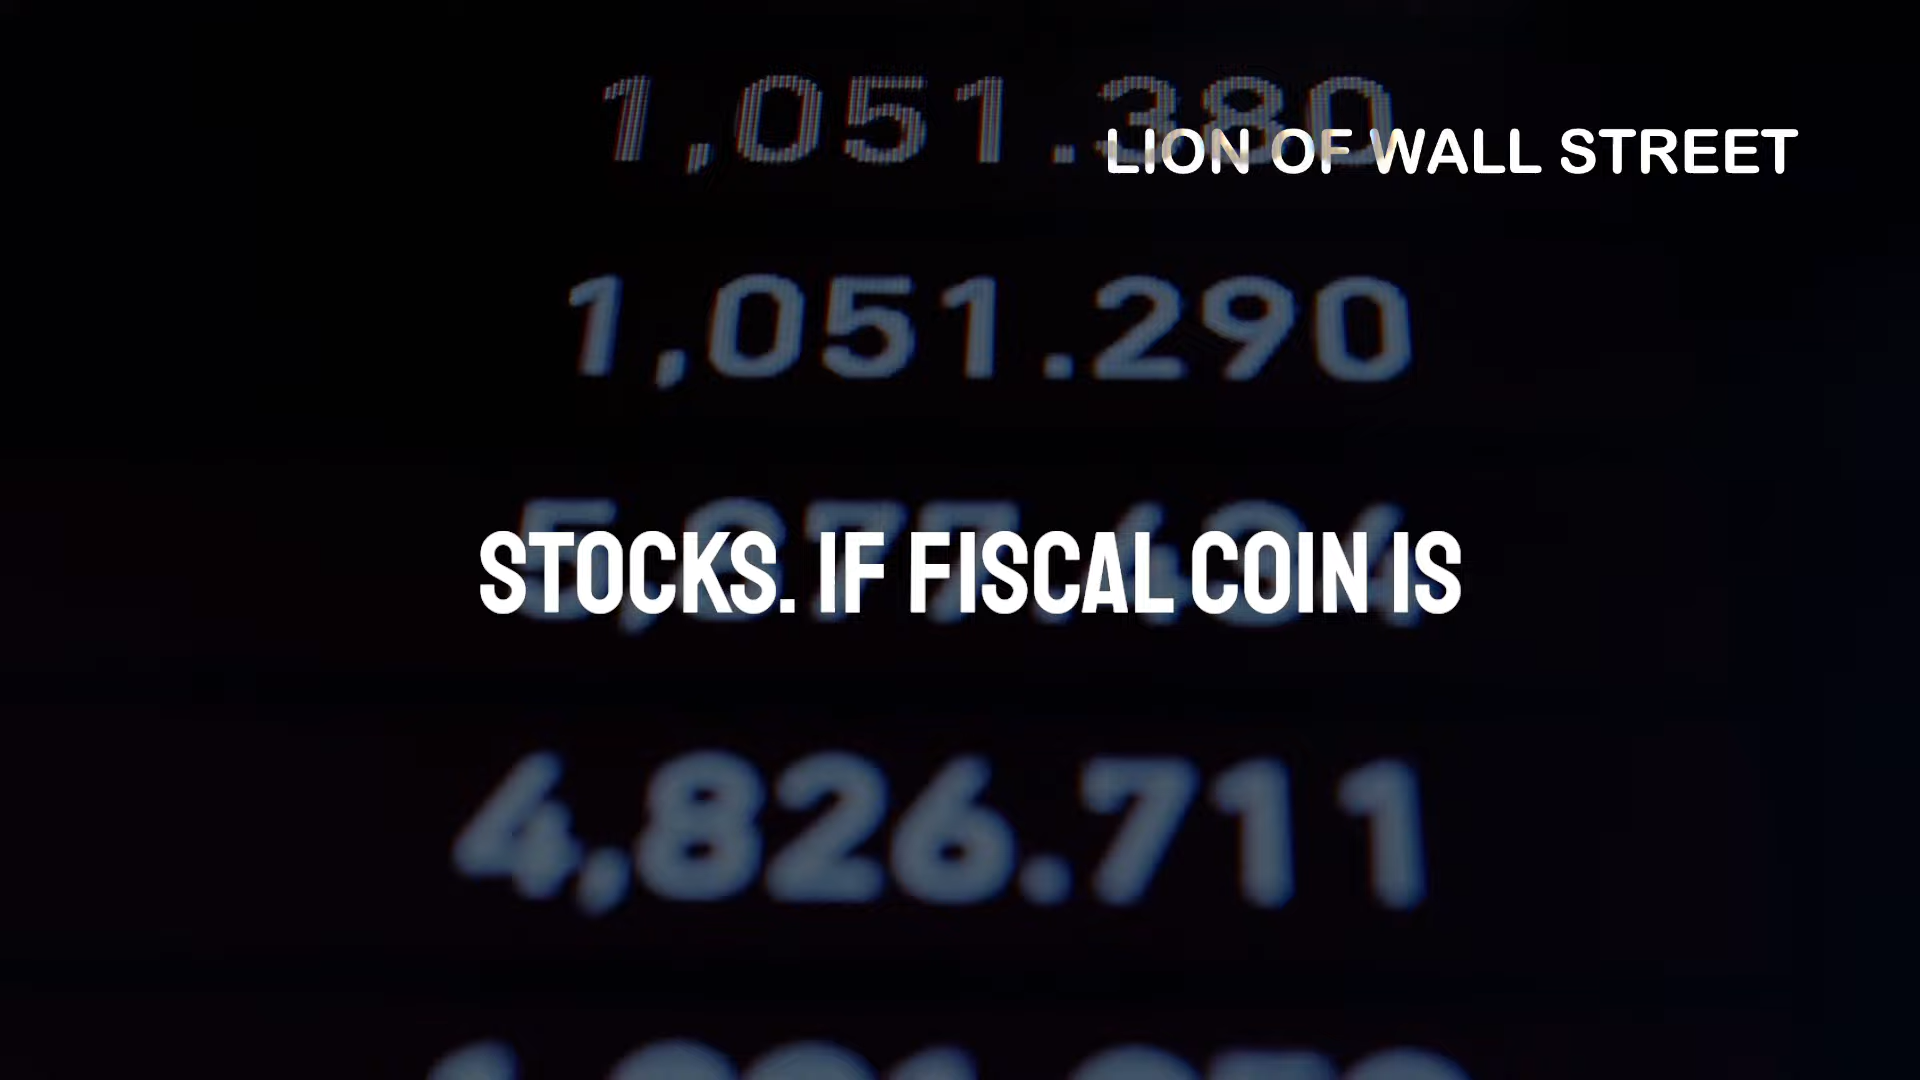 1,051.380
LION OF WALL STREET
1,051.290
STOCKS. IF FISCAL COIN IS
4,826.711